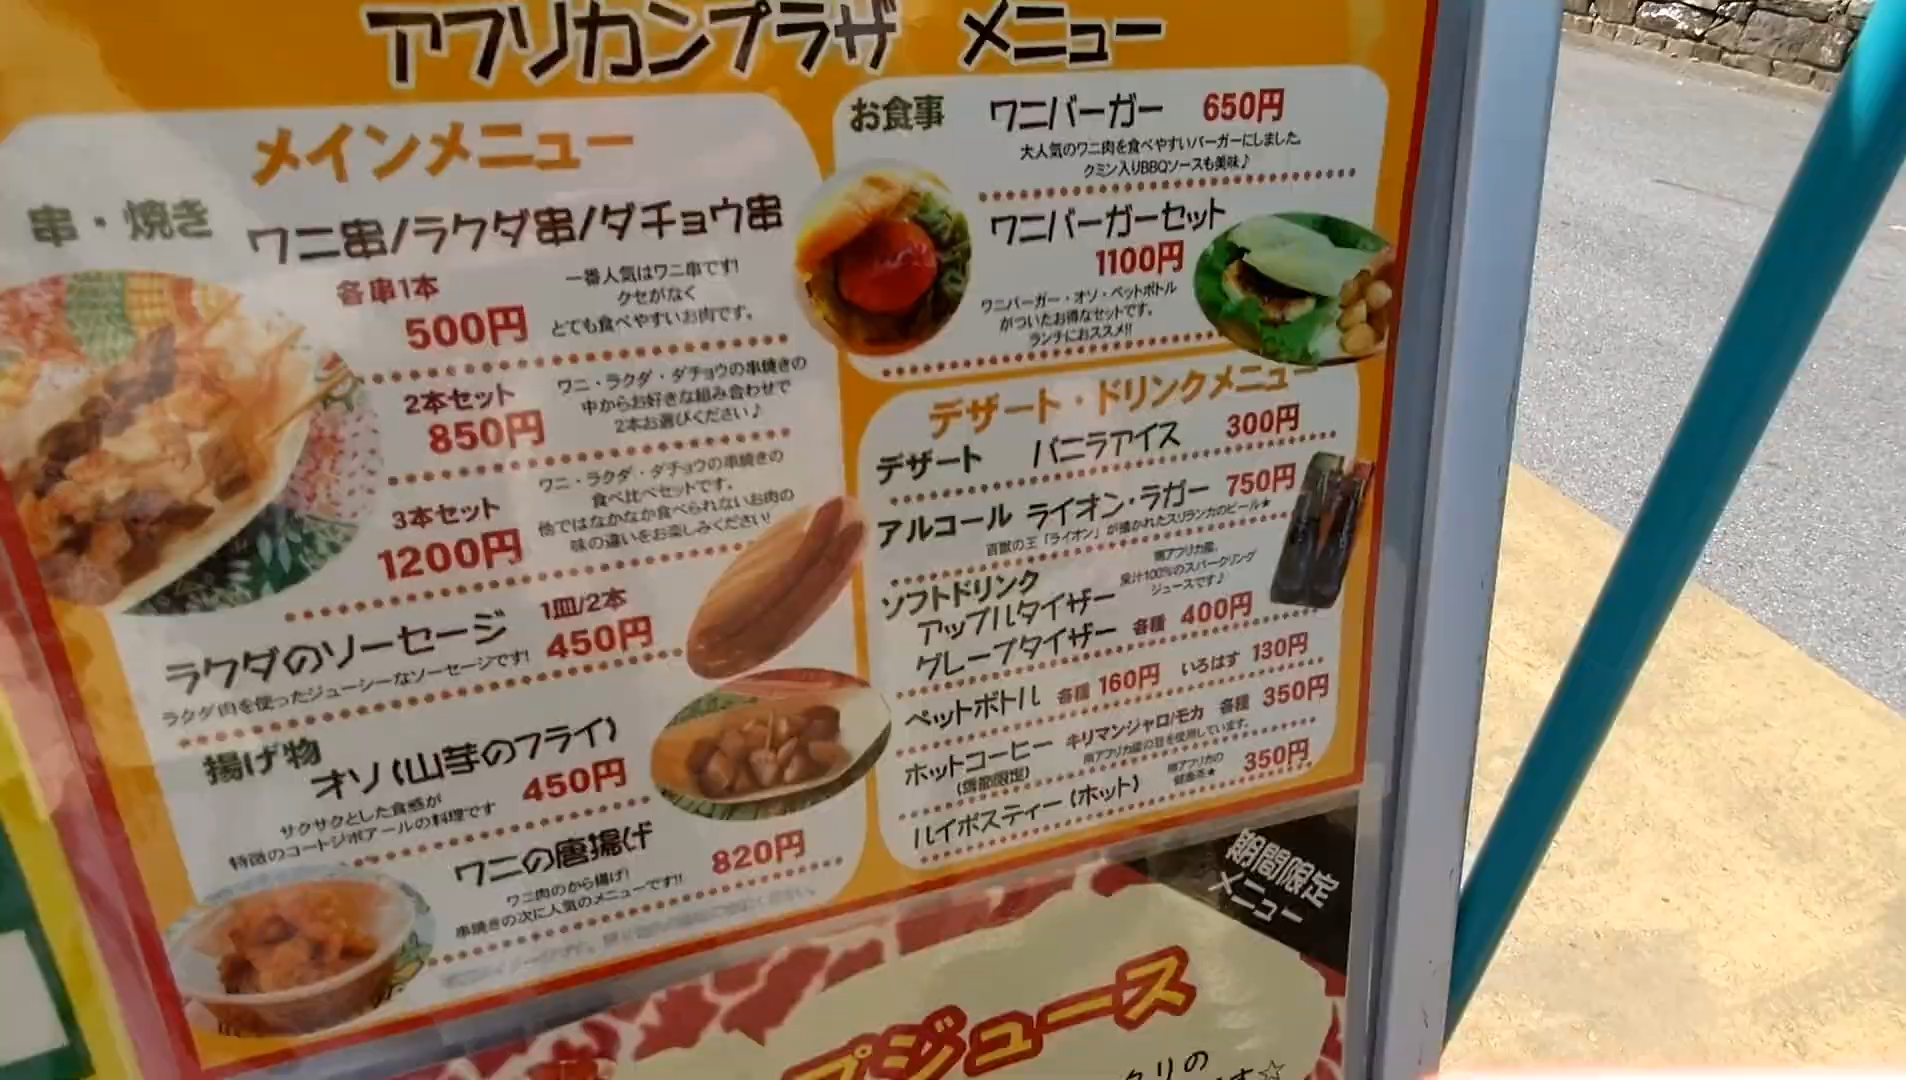 アフリカンプラザ メニュー
メインメニュー
串・焼き
ワニ串/ラクダ串/ダチョウ串
各串1本
500円
一番人気はワニ串です!
クセがなく
とても食べやすいお肉です。
2本セット
850円
ワニ・ラクダ・ダチョウの串焼きの
中からお好きな組み合わせで
2本お選びください♪
3本セット
1200円
ワニ・ラクダ・ダチョウの串焼きの
食べ比べセットです。
他ではなかなか食べられないお肉の
味の違いをお楽しみください!
ラクダのソーセージ
1皿/2本
450円
ラクダ肉を使ったジューシーなソーセージです!
揚げ物
オソ(山芋のフライ)
450円
サクサクとした食感が
特徴のコートジボアールの料理です
ワニの唐揚げ
820円
ワニ肉のから揚げ!
串焼きの次に人気のメニューです!!
お食事
ワニバーガー 650円
大人気のワニ肉を食べやすいバーガーにしました。
クミン入りBBQソースも美味♪
ワニバーガーセット
1100円
ワニバーガー・オソ・ペットボトル
がついたお得なセットです。
ランチにおススメ!!
デザート・ドリンクメニュー
デザート バニラアイス 300円
アルコール ライオン・ラガー 750円
百獣の王「ライオン」が描かれたスリランカのビール★
ソフトドリンク
アップルタイザー
グレープタイザー 各種 400円
南アフリカ産、
果汁100%のスパークリング
ジュースです♪
ペットボトル 各種 160円 いろはす 130円
ホットコーヒー キリマンジャロ/モカ 各種 350円
ルイボスティー(ホット)
南アフリカの
健康茶★
350円
期間限定
メニュー
プジュース